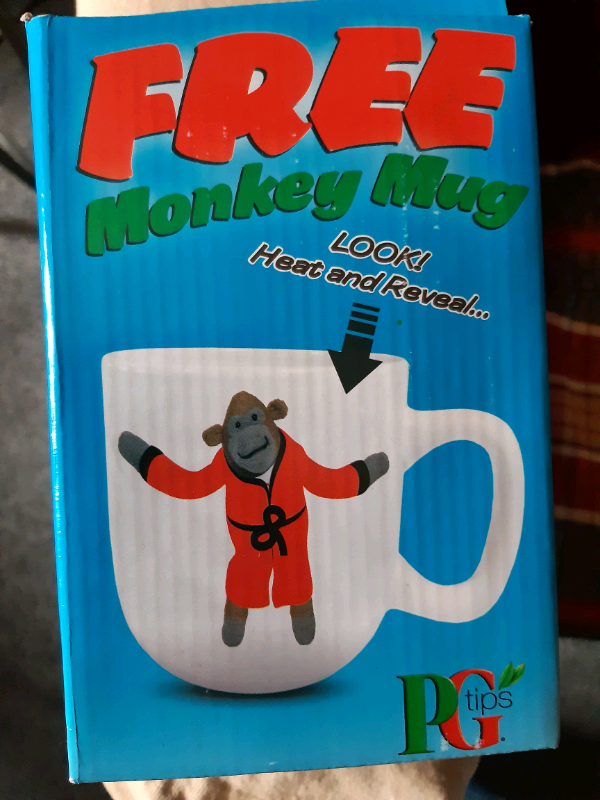 FREE
Monkey Mug
LOOK!
Heat and Reveal...
PG tips